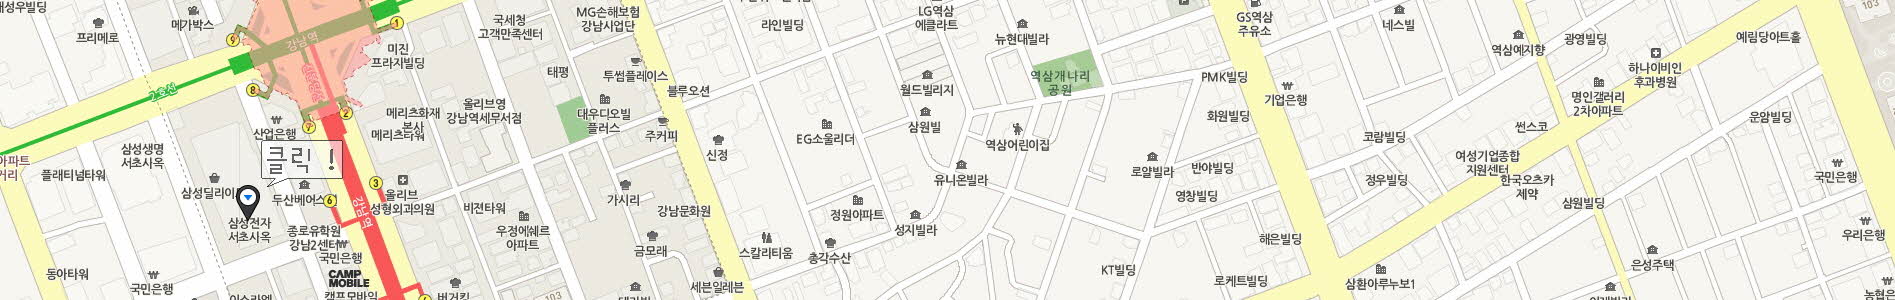 래성우빌딩
프리메로
메가박스
강남역
1
9
8
7
2
미진
프라자빌딩
국세청
고객만족센터
MG손해보험
강남사업단
라인빌딩
LG역삼
에클라트
뉴현대빌라
GS역삼
주유소
네스빌
역삼예지향
광영빌딩
예림당아트홀
103
2호선
태평
투썸플레이스
블루오션
월드빌리지
역삼개나리
공원
PMK빌딩
기업은행
하나이비인
후과병원
명인갤러리
2차아파트
산업은행
메리츠화재
본사
메리츠타워
올리브영
강남역세무서점
대우디오빌
플러스
주커피
신정
EG소울리더
삼원빌
역삼어린이집
화원빌딩
코람빌딩
썬스코
운암빌딩
아파트
거리
플래티넘타워
삼성생명
서초사옥
클릭 !
삼성딜라이
두산베어스
6
3
강남역
올리브
성형외과의원
비젼타워
가시리
강남문화원
유니온빌라
로얄빌라
반야빌딩
영창빌딩
정우빌딩
여성기업종합
지원센터
한국오츠카
제약
국민은행
삼성전자
서초사옥
종로유학원
강남2센터
국민은행
우정에쉐르
아파트
금모래
정원아파트
성지빌라
스칼리티움
총각수산
해은빌딩
삼원빌딩
우리은행
동아타워
국민은행
CAMP
MOBILE
캠프모바일
버거킹
103
세븐일레븐
KT빌딩
로케트빌딩
삼환아루누보1
은성주택